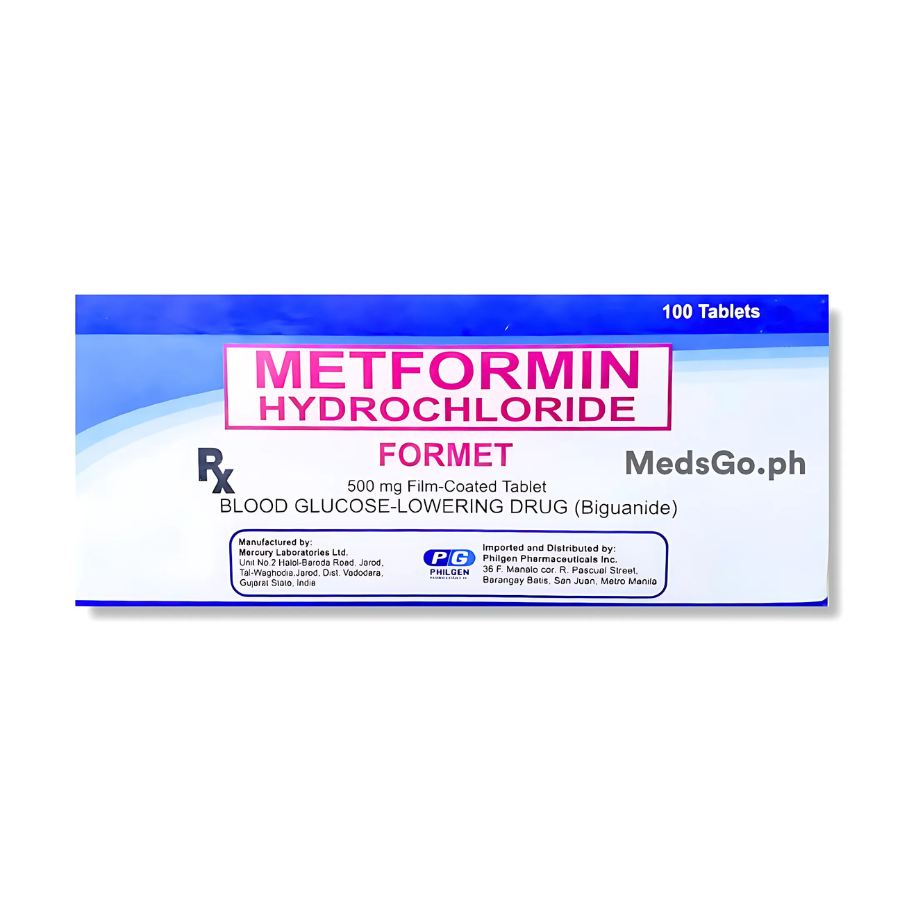 100 Tablets
METFORMIN
HYDROCHLORIDE
FORMET
Rx
MedsGo.ph
500 mg Film-Coated Tablet
BLOOD GLUCOSE-LOWERING DRUG (Biguanide)
Manufactured by:
Mercury Laboratories Ltd.
Unit No.2 Halol-Baroda Road, Jarod,
Tal-Waghodia,Jarod, Dist. Vadodara,
Gujarat State, India
PG
PHILGEN
Imported and Distributed by:
Philgen Pharmaceuticals Inc.
36 F. Manalo cor. R. Pascual Street,
Barangay Batis, San Juan, Metro Manila